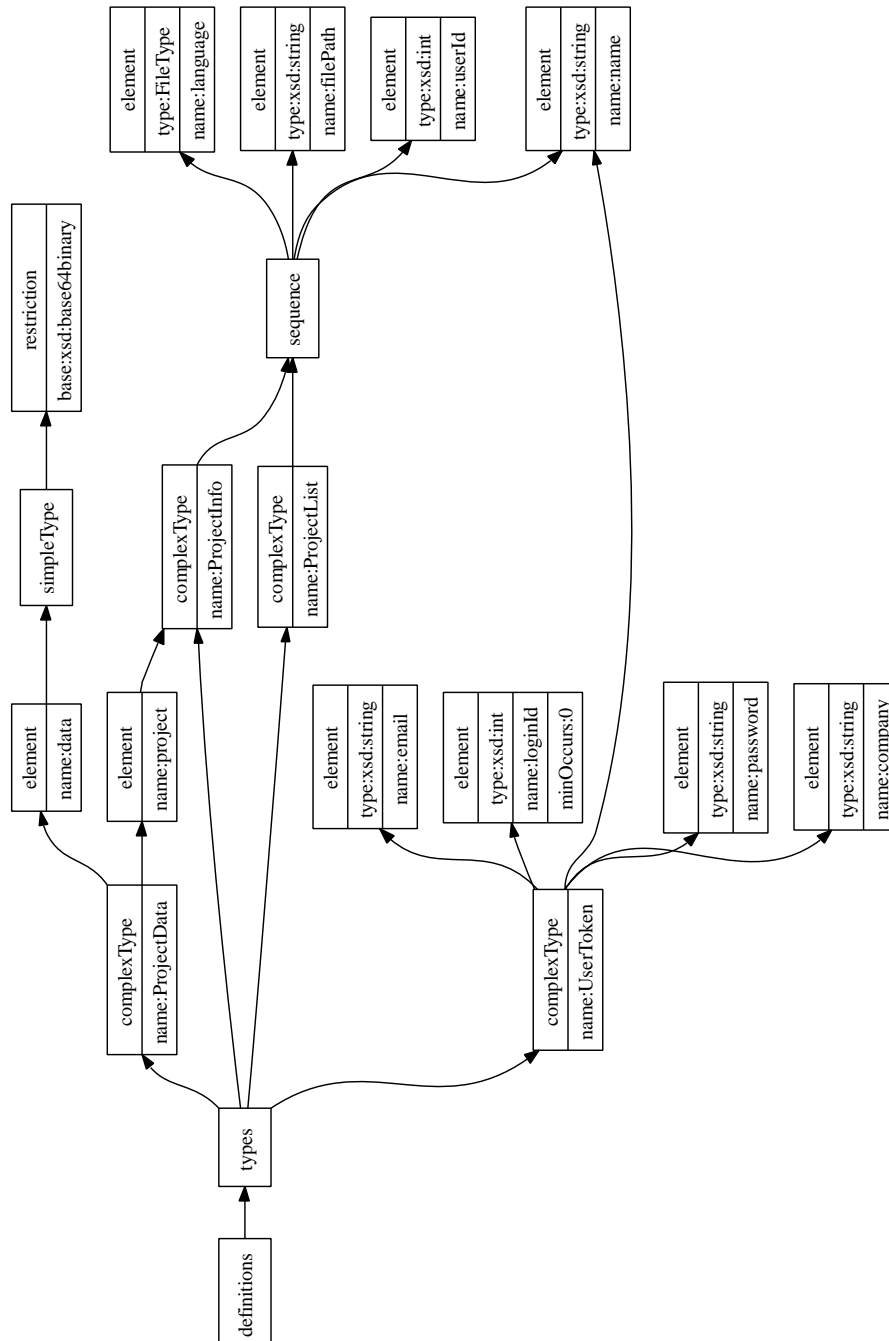 definitions
types
complexType
name:ProjectData
complexType
name:UserToken
element
name:data
element
name:project
element
type:xsd:string
name:email
element
type:xsd:int
name:loginId
minOccurs:0
element
type:xsd:string
name:password
element
type:xsd:string
name:company
simpleType
complexType
name:ProjectInfo
complexType
name:ProjectList
restriction
base:xsd:base64binary
sequence
element
type:FileType
name:language
element
type:xsd:string
name:filePath
element
type:xsd:int
name:userId
element
type:xsd:string
name:name